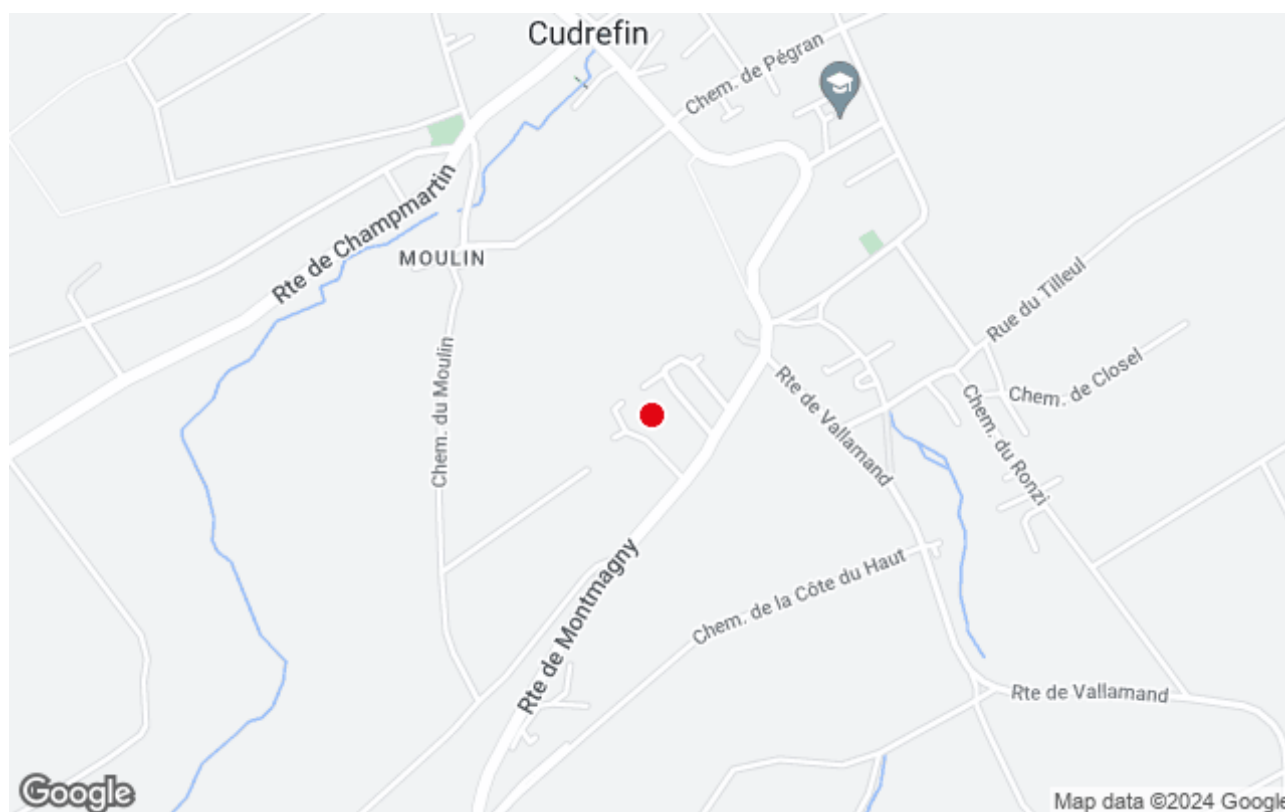 Cudrefin
Chem. de Pégran
Rte de Champmartin
MOULIN
Rue du Tilleul
Chem. du Moulin
Rte de Vallamand
Chem. de Closel
Chem. du Ronzi
Rte de Montmagny
Chem. de la Côte du Haut
Rte de Vallamand
Google
Map data ©2024 Google